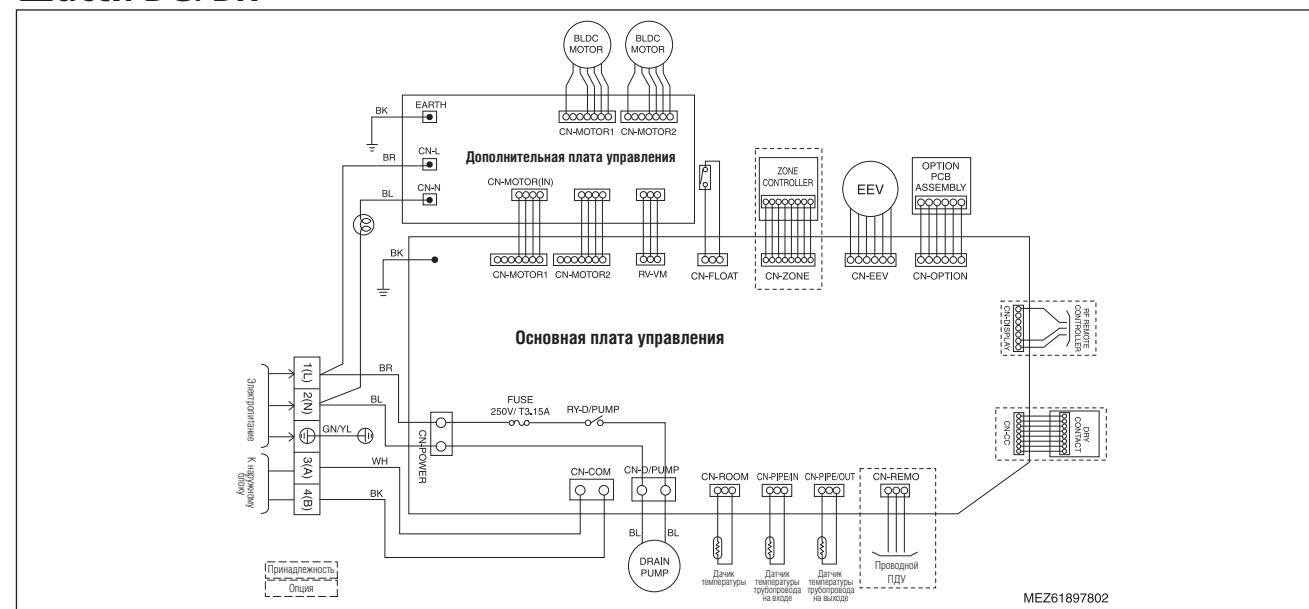 BLDC
MOTOR
BLDC
MOTOR
EARTH
BK
CN-MOTOR1
CN-MOTOR2
CN-L
BR
Дополнительная плата управления
CN-N
BL
CN-MOTOR(IN)
ZONE
CONTROLLER
EEV
OPTION
PCB
ASSEMBLY
BK
CN-MOTOR1
CN-MOTOR2
RV-VM
CN-FLOAT
CN-ZONE
CN-EEV
CN-OPTION
CN-DISPLAY
RF REMOTE
CONTROLLER
Основная плата управления
Электропитание
1(L)
2(N)
GN/YL
3(A)
4(B)
К наружному
блоку
BR
BL
WH
BK
CN-POWER
FUSE
250V/ T3.15A
RY-D/PUMP
CN-CC
DRY
CONTACT
CN-COM
CN-D/PUMP
BL
BL
DRAIN
PUMP
CN-ROOM
CN-PIPE/IN
CN-PIPE/OUT
CN-REMO
Дачик
температуры
Датчик
температуры
трубопровода
на входе
Датчик
температуры
трубопровода
на выходе
Проводной
ПДУ
Принадлежность
Опция
MEZ61897802